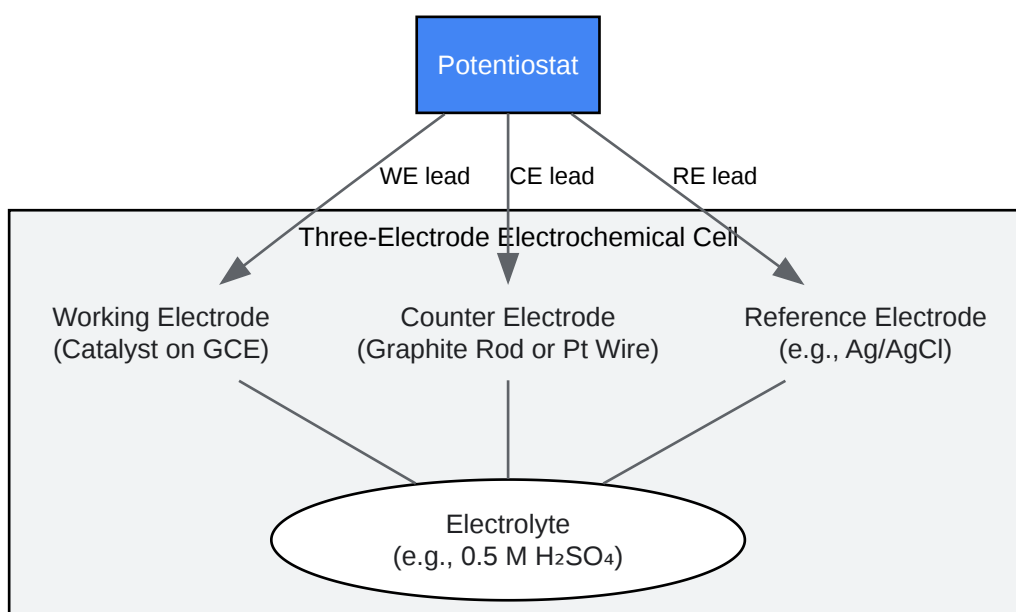 Potentiostat
WE lead
CE lead
RE lead
Three-Electrode Electrochemical Cell
Working Electrode
(Catalyst on GCE)
Counter Electrode
(Graphite Rod or Pt Wire)
Reference Electrode
(e.g., Ag/AgCl)
Electrolyte
(e.g., 0.5 M H₂SO₄)